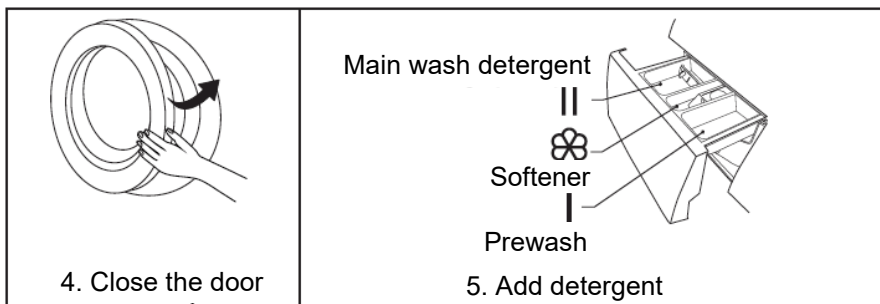 Main wash detergent
II
Softener
I
Prewash
4. Close the door
5. Add detergent